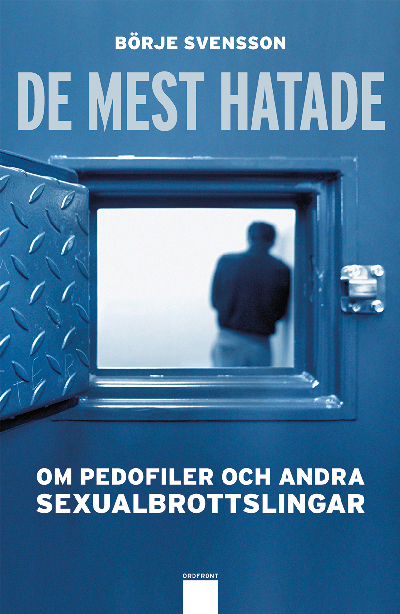 BÖRJE SVENSSON
DE MEST HATADE
OM PEDOFILER OCH ANDRA
SEXUALBROTTSLINGAR
ORDFRONT